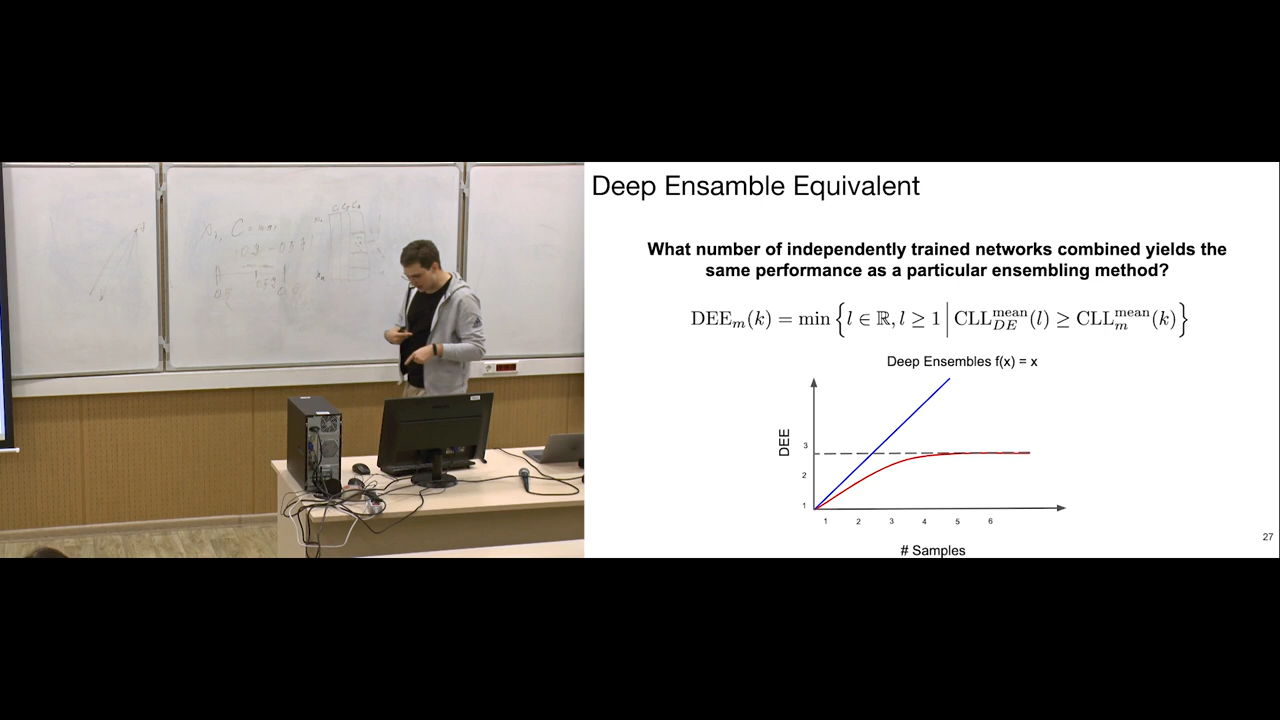 Deep Ensamble Equivalent
What number of independently trained networks combined yields the
same performance as a particular ensembling method?
DEE_m(k) = min { l ∈ ℝ, l ≥ 1 | CLL_{DE}^{mean}(l) ≥ CLL_m^{mean}(k) }
Deep Ensembles f(x) = x
DEE
3
2
1
1 2 3 4 5 6
# Samples
27